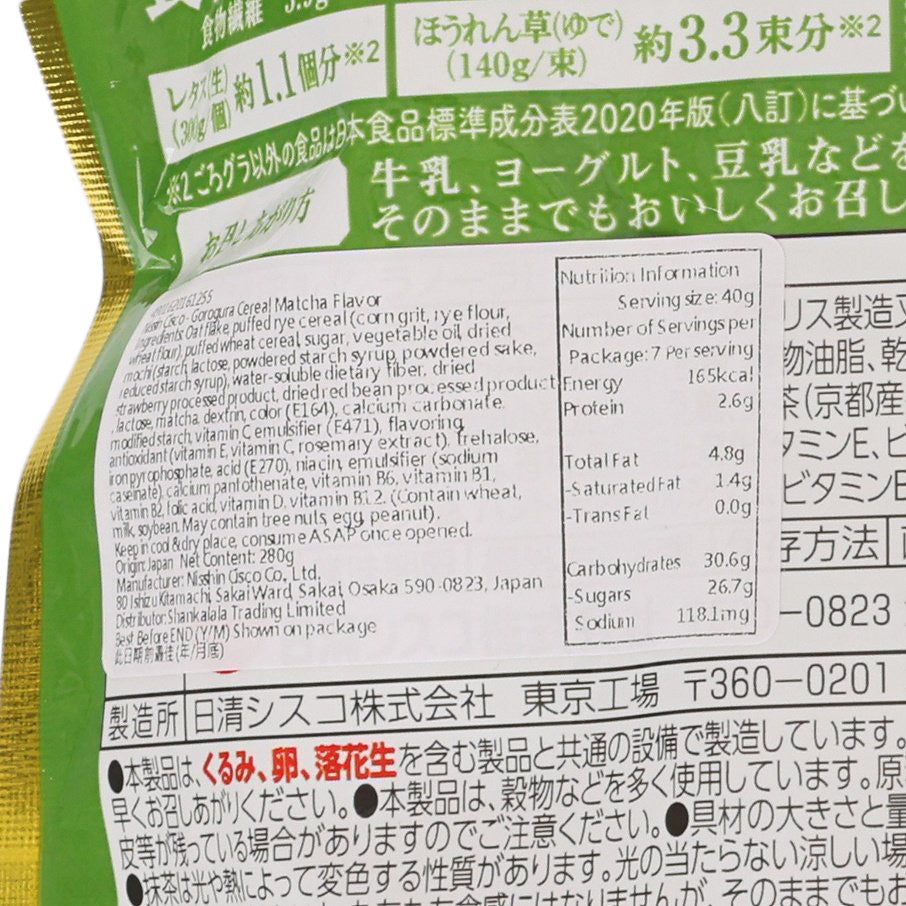 食物繊維
レタス(生)
(300g/個)
約1.1個分※2
ほうれん草(ゆで)
(140g/束)
約3.3束分※2
※2 ごろグラ以外の食品は日本食品標準成分表2020年版(八訂)に基づい
お召しあがり方
牛乳、ヨーグルト、豆乳などを
そのままでもおいしくお召し
Nissin Cisco - Gorogura Cereal Matcha Flavor
Ingredients: Oat flake, puffed rye cereal (corn grit, rye flour,
wheat flour), puffed wheat cereal, sugar, vegetable oil, dried
mochi (starch, lactose, powdered starch syrup, powdered sake,
reduced starch syrup), water-soluble dietary fiber, dried
strawberry processed product, dried red bean processed product
, lactose, matcha, dextrin, color (E164), calcium carbonate,
modified starch, vitamin C emulsifier (E471), flavoring,
antioxidant (vitamin E, vitamin C, rosemary extract), trehalose,
iron pyrophosphate, acid (E270), niacin, emulsifier (sodium
caseinate), calcium pantothenate, vitamin B6, vitamin B1,
vitamin B2, folic acid, vitamin D, vitamin B12. (Contain wheat,
milk, soybean. May contain tree nuts, egg, peanut).
Keep in cool & dry place, consume ASAP once opened.
Origin: Japan Net Content: 280g
Manufacturer: Nisshin Cisco Co., Ltd.
80 Ishizu Kitamachi, Sakai Ward, Sakai, Osaka 590-0823, Japan
Distributor: Shankalala Trading Limited
Best Before END (Y/M) Shown on package
此日期前最佳(年/月底)
Nutrition Information
Serving size: 40g
Number of Servings per
Package: 7 Per serving
Energy 165kcal
Protein 2.6g
Total Fat 4.8g
-Saturated Fat 1.4g
-Trans Fat 0.0g
Carbohydrates 30.6g
-Sugars 26.7g
Sodium 118.1mg
リス製造
物油脂、乾
茶(京都産
タミンE、ビ
ビタミンB
存方法
−0823
製造所 日清シスコ株式会社 東京工場 〒360−0201
●本製品は、くるみ、卵、落花生を含む製品と共通の設備で製造しています。
早くお召しあがりください。●本製品は、穀物などを多く使用しています。原
皮等が残っている場合がありますのでご注意ください。●具材の大きさと量
●抹茶は光や熱によって変色する性質があります。光の当たらない涼しい場